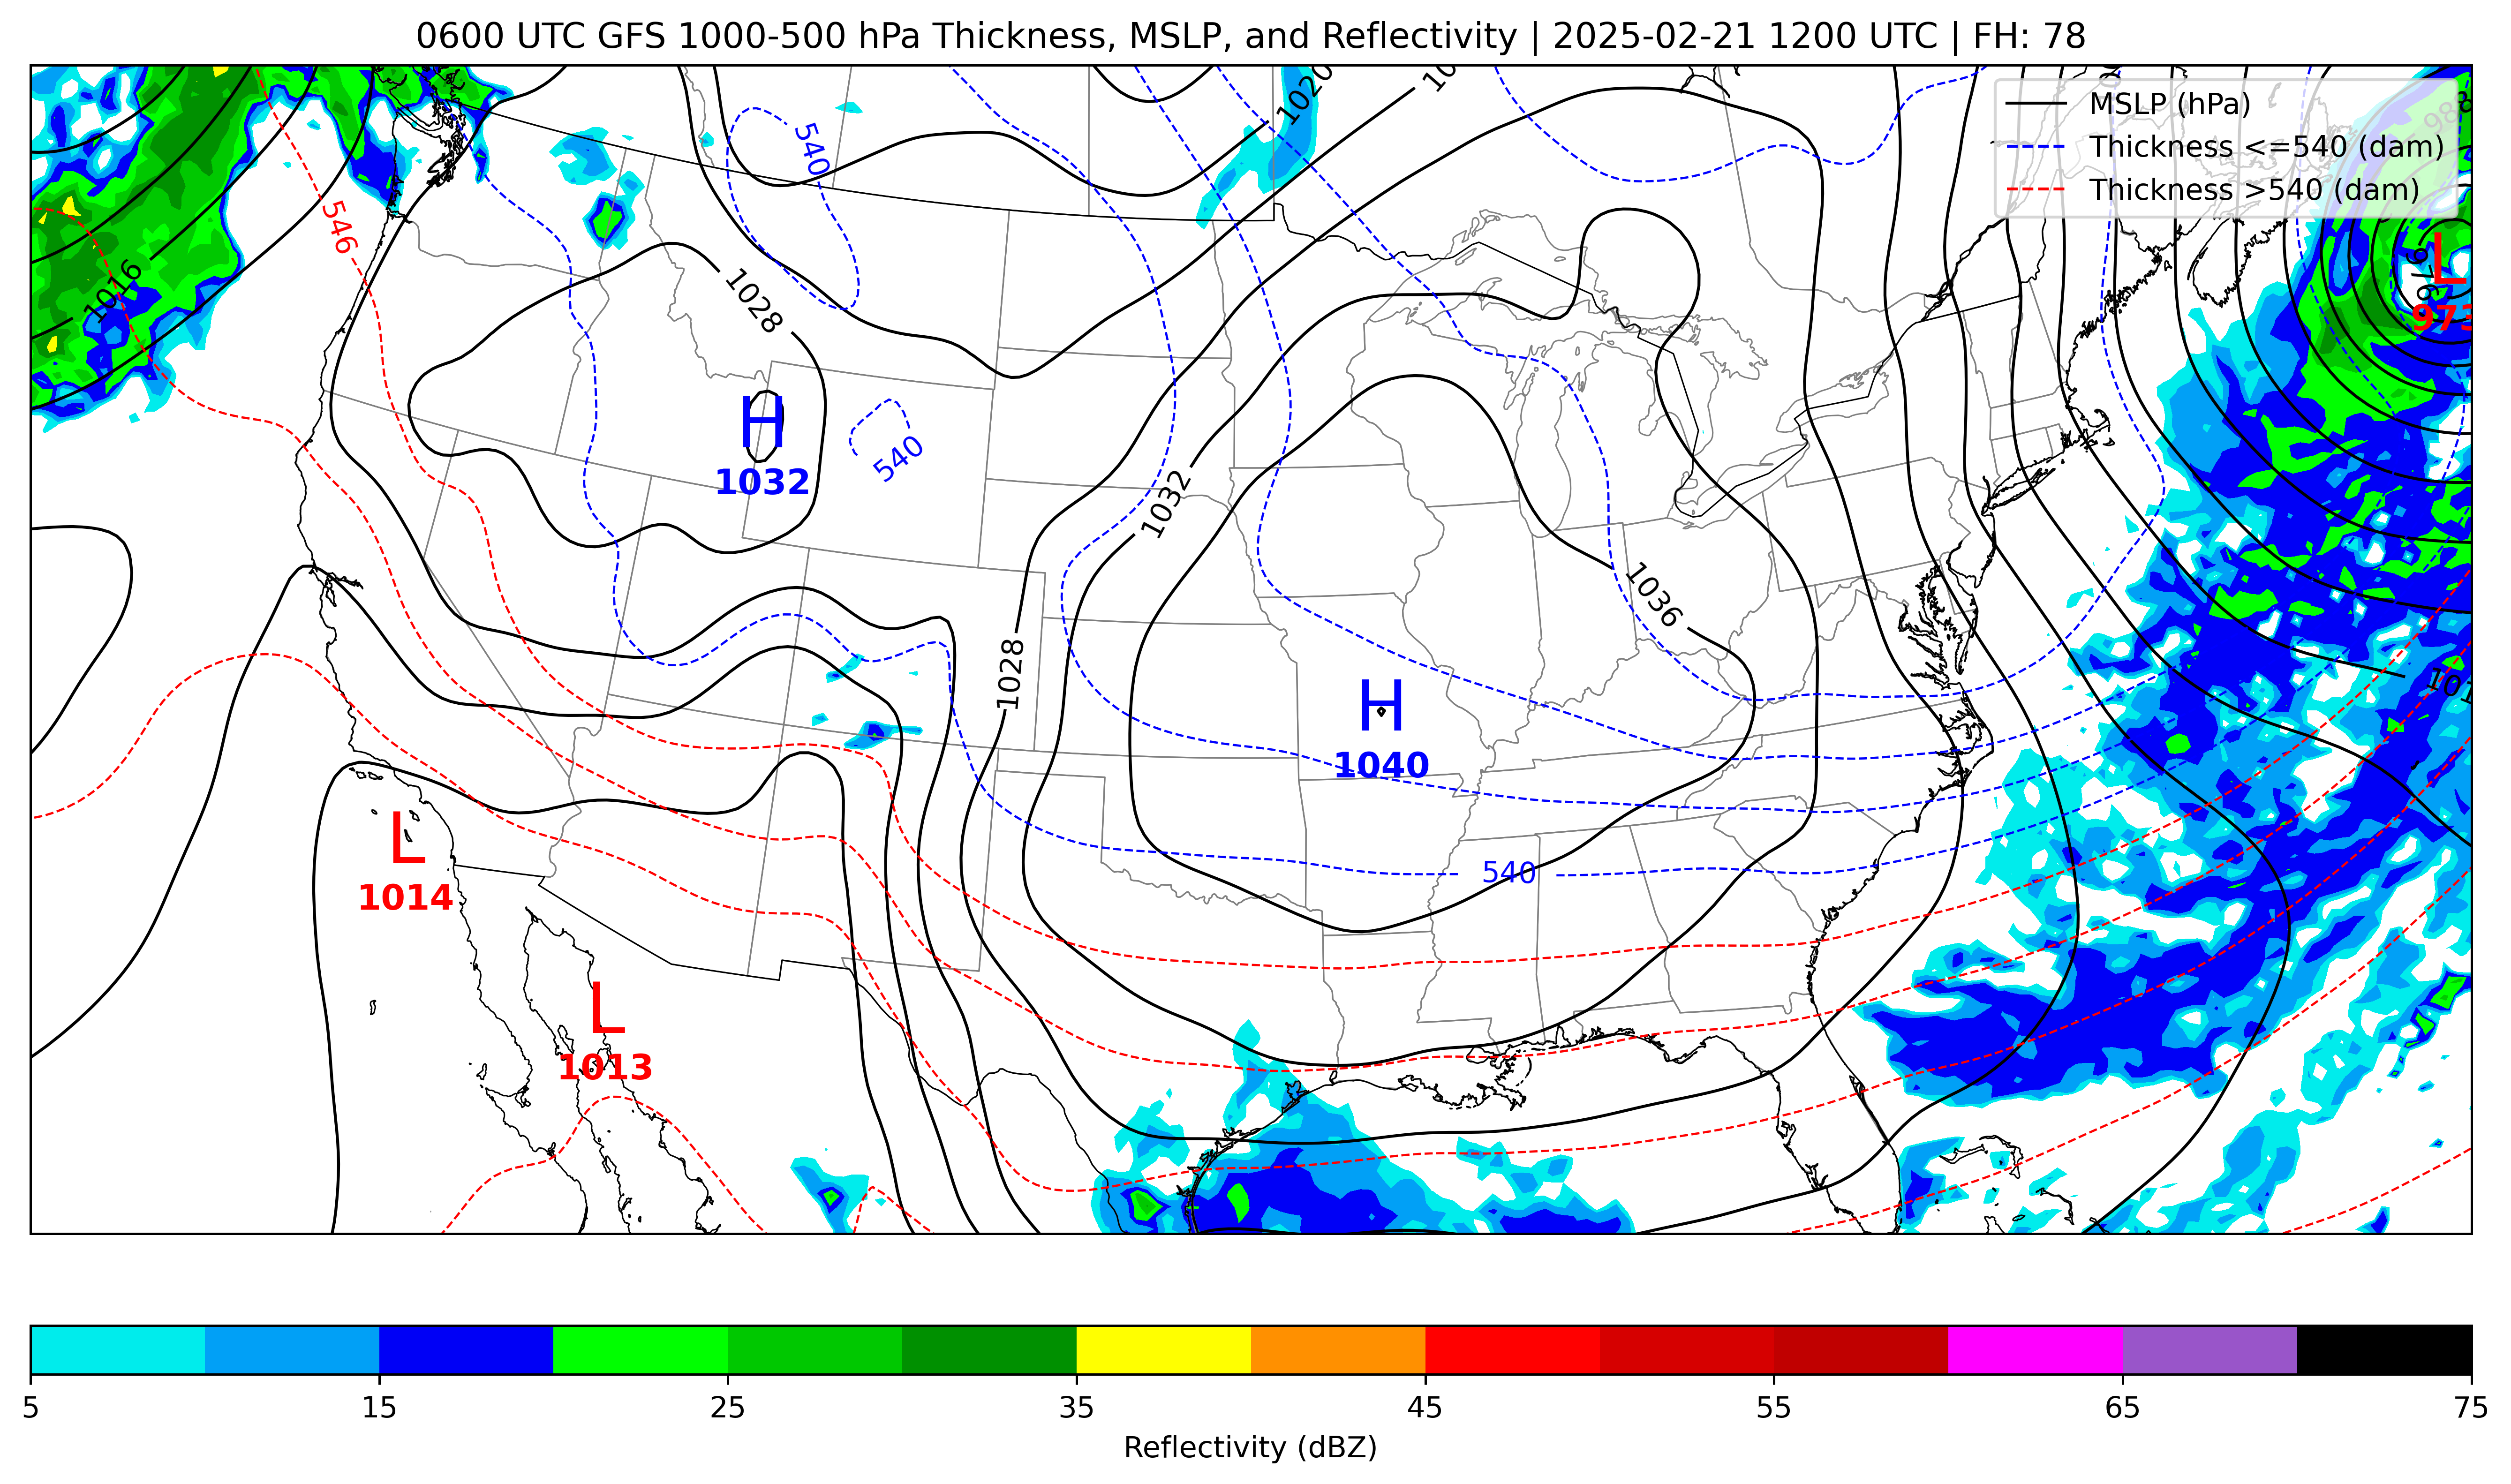 0600 UTC GFS 1000-500 hPa Thickness, MSLP, and Reflectivity | 2025-02-21 1200 UTC | FH: 78
MSLP (hPa)
Thickness <=540 (dam)
Thickness >540 (dam)
1020
10
988
540
546
1016
1028
976
973
H
1032
540
1032
L
1036
1028
H
1040
101
L
1014
540
L
1013
5
15
25
35
45
55
65
75
Reflectivity (dBZ)